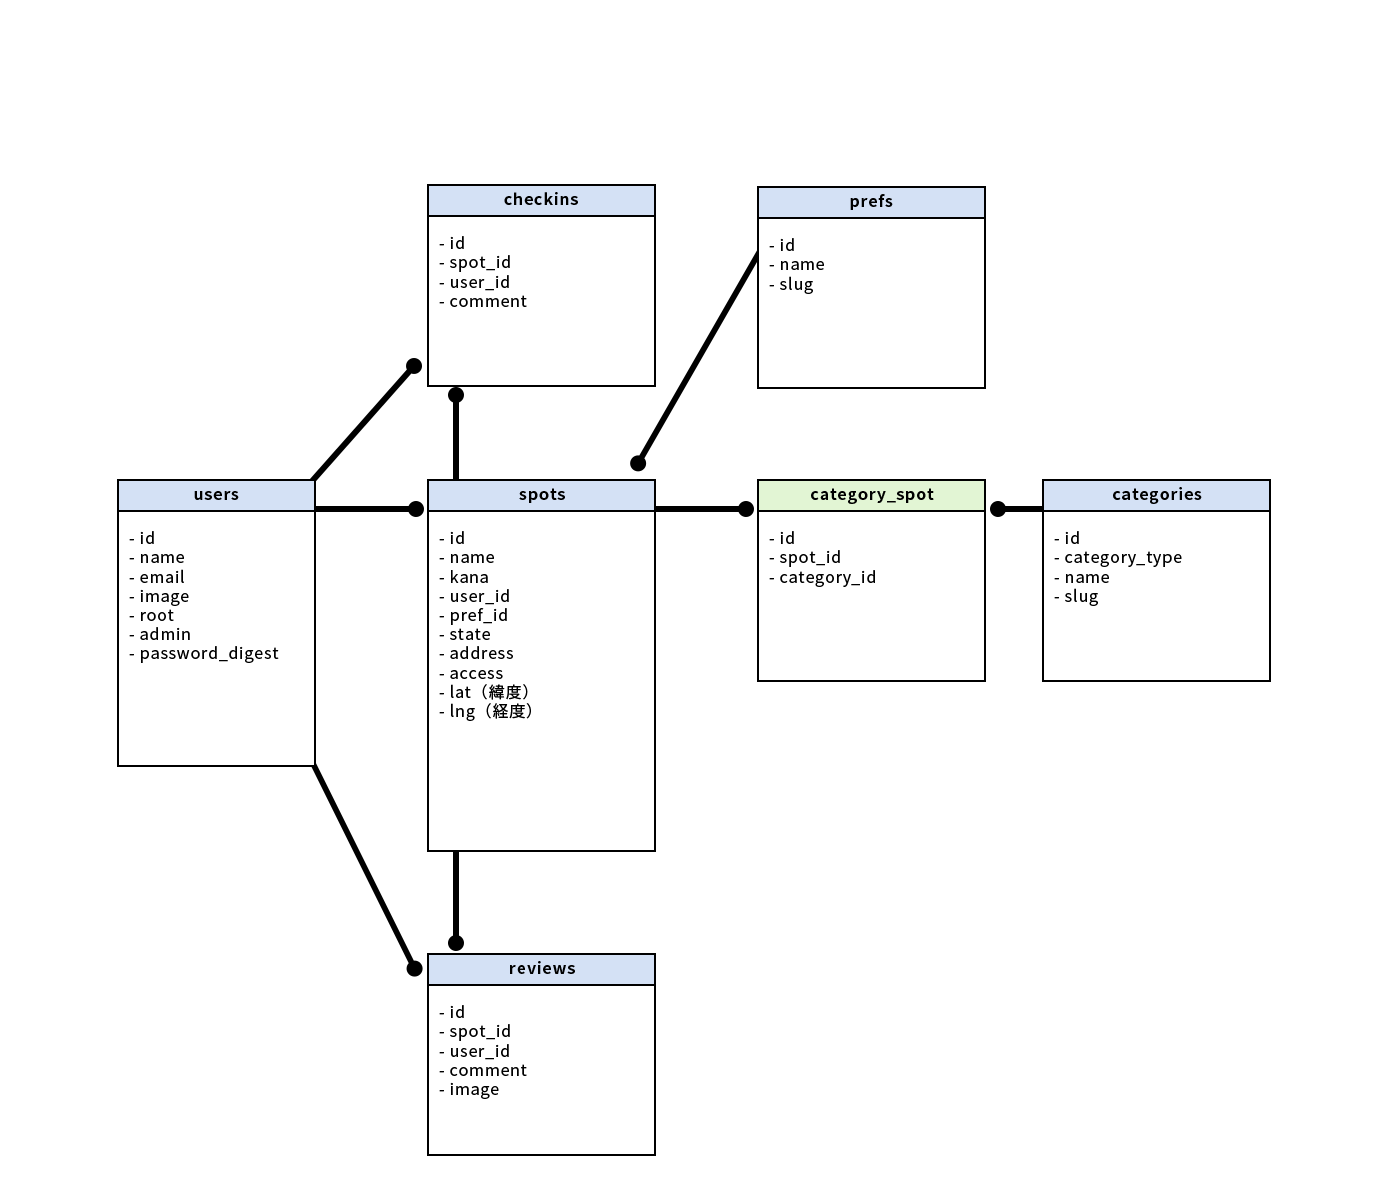 checkins
- id
- spot_id
- user_id
- comment
prefs
- id
- name
- slug
users
- id
- name
- email
- image
- root
- admin
- password_digest
spots
- id
- name
- kana
- user_id
- pref_id
- state
- address
- access
- lat（緯度）
- lng（経度）
category_spot
- id
- spot_id
- category_id
categories
- id
- category_type
- name
- slug
reviews
- id
- spot_id
- user_id
- comment
- image